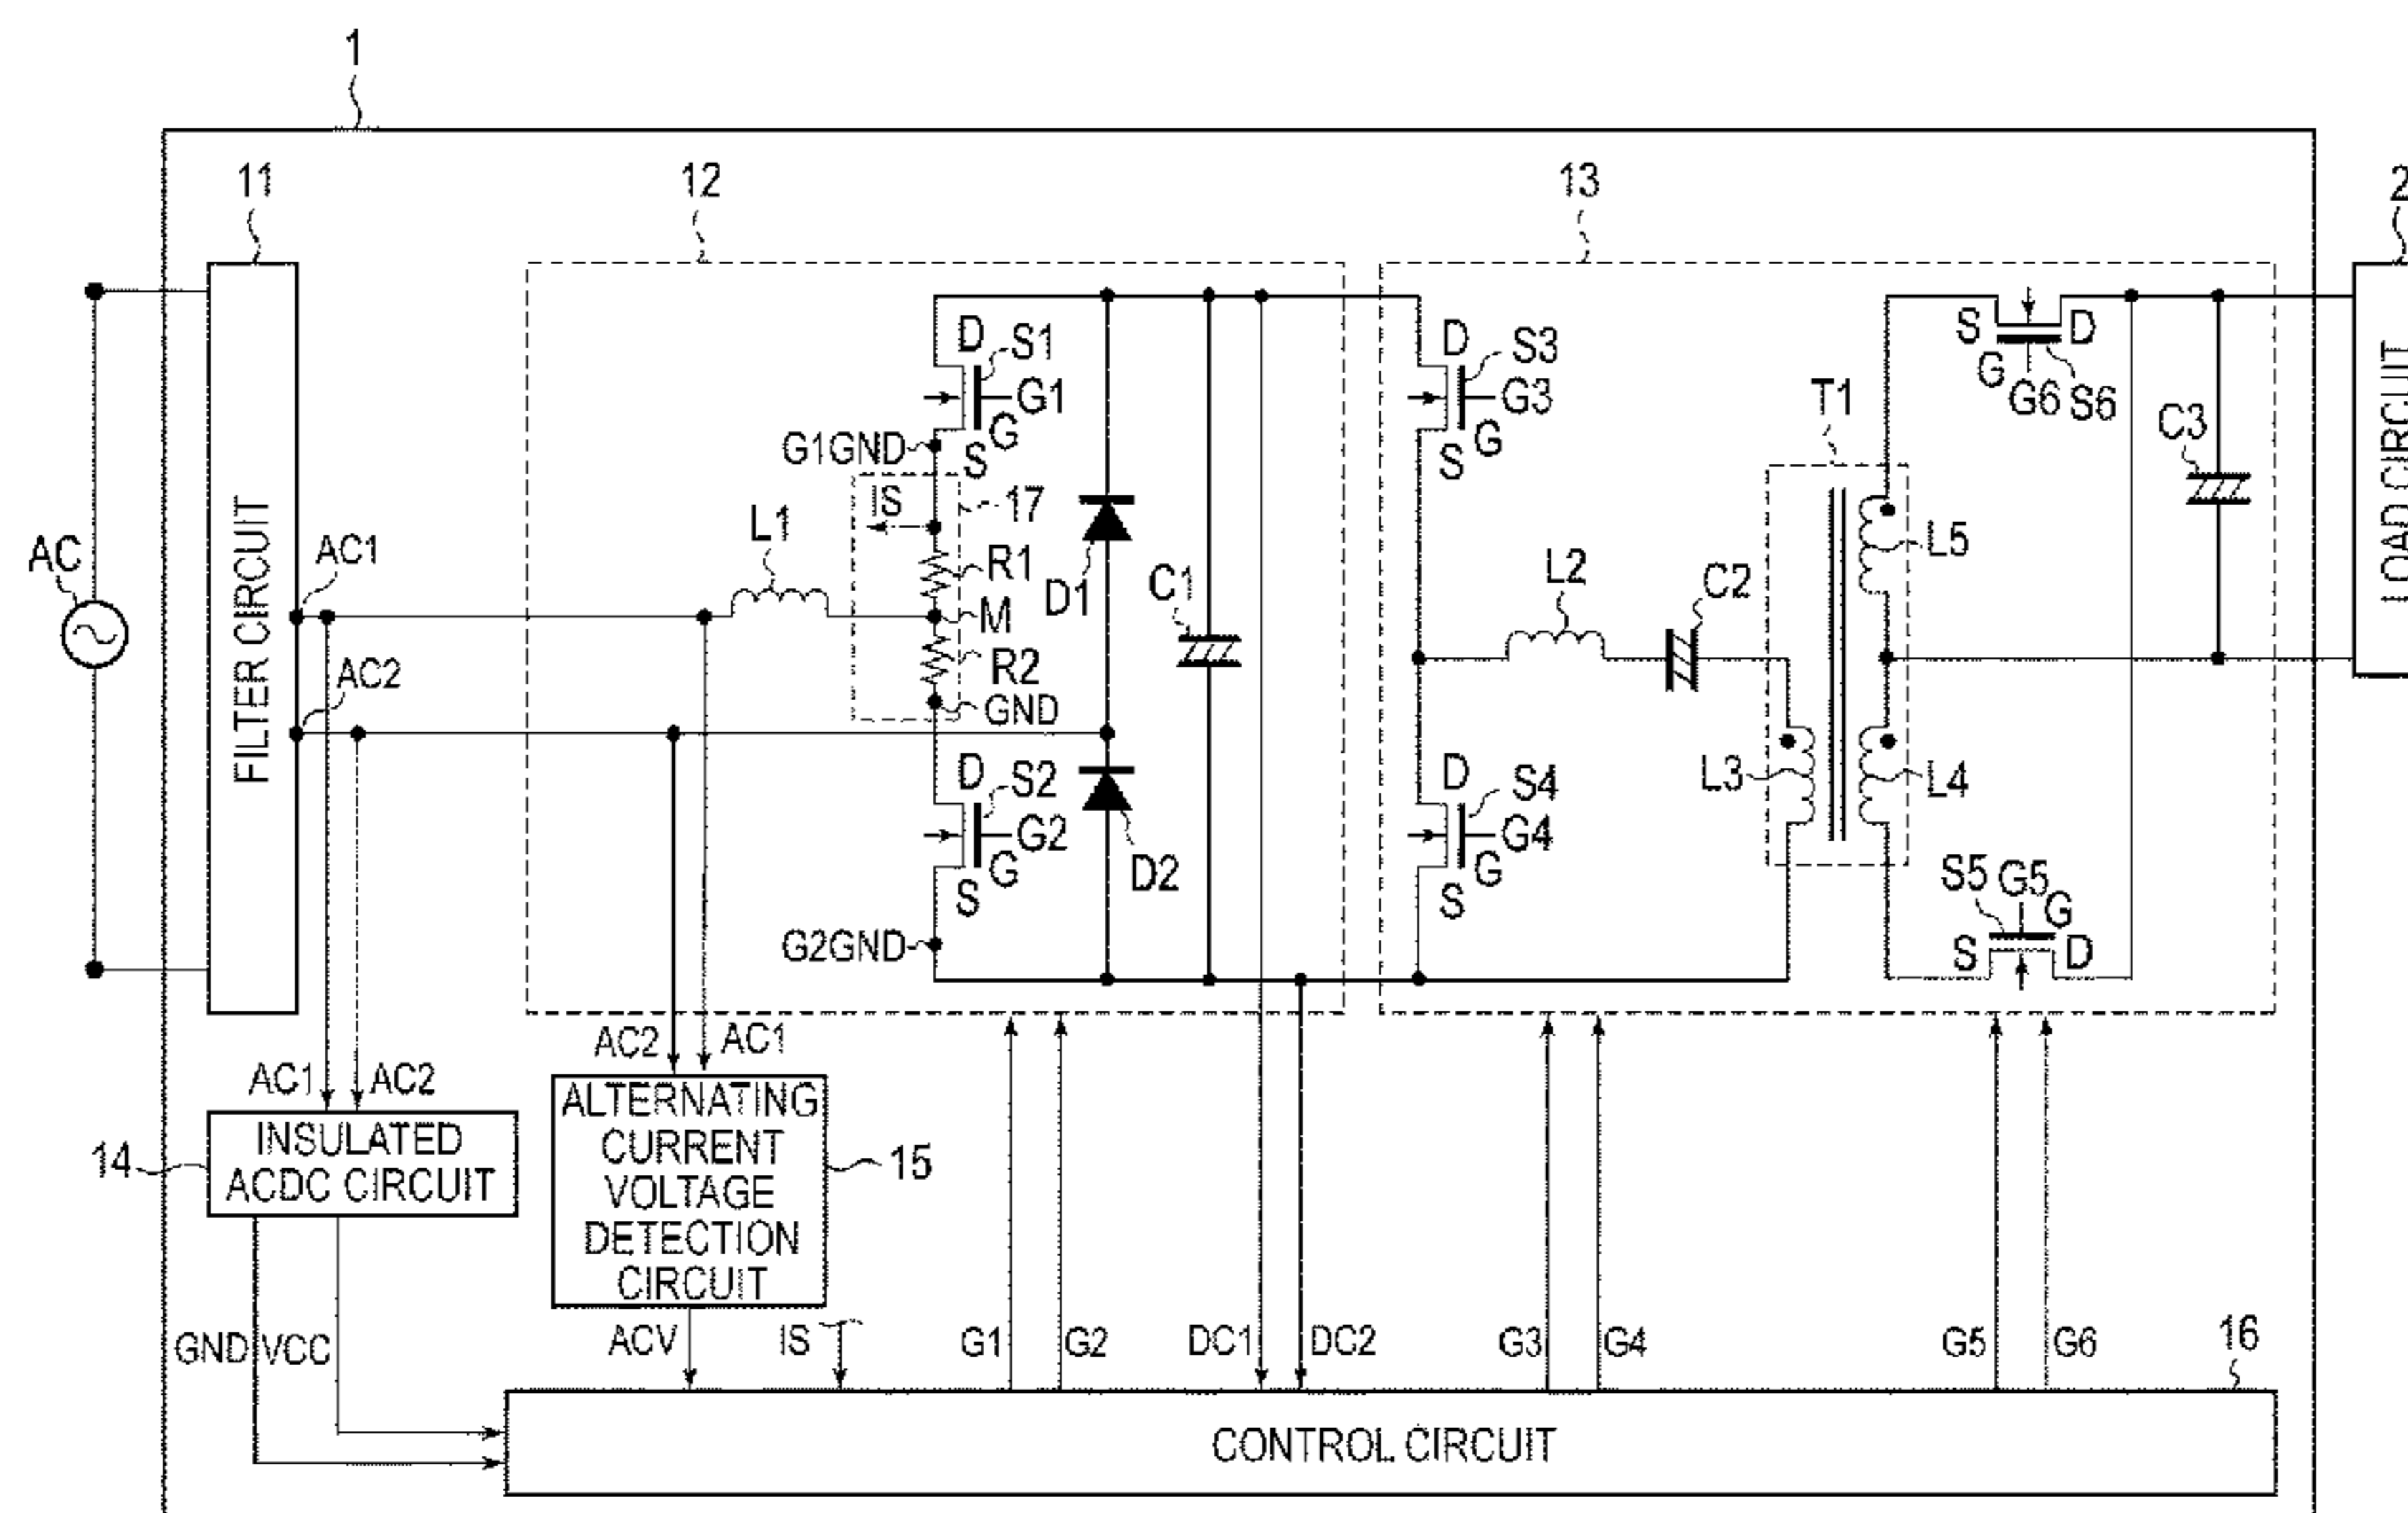 1
11
12
13
2
AC
FILTER CIRCUIT
AC1
AC2
L1
D
S1
G1
G
S
G1GND
IS
17
R1
M
R2
GND
D
S2
G2
G
S
G2GND
D1
D2
C1
D
S3
G3
G
S
D
S4
G4
G
S
L2
C2
T1
L3
L5
L4
S
D
G
G6
S6
C3
S5
G5
G
S
D
LOAD CIRCUIT
AC1
AC2
14
INSULATED
ACDC CIRCUIT
AC2
AC1
ALTERNATING
CURRENT
VOLTAGE
DETECTION
CIRCUIT
15
GND
VCC
ACV
IS
G1
G2
DC1
DC2
G3
G4
G5
G6
16
CONTROL CIRCUIT